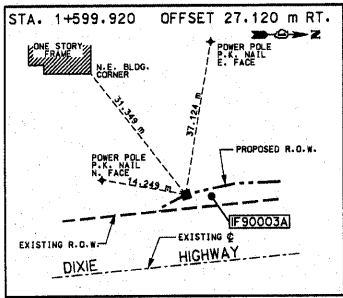 STA. 1+599.920 OFFSET 27.120 m RT.
ONE STORY
FRAME
N.E. BLDG.
CORNER
POWER POLE
P.K. NAIL
E. FACE
Z
31.349 m
37.124 m
POWER POLE
P.K. NAIL
N. FACE
14.249 m
PROPOSED R.O.W.
IF90003A
EXISTING R.O.W.
EXISTING ℄
DIXIE HIGHWAY